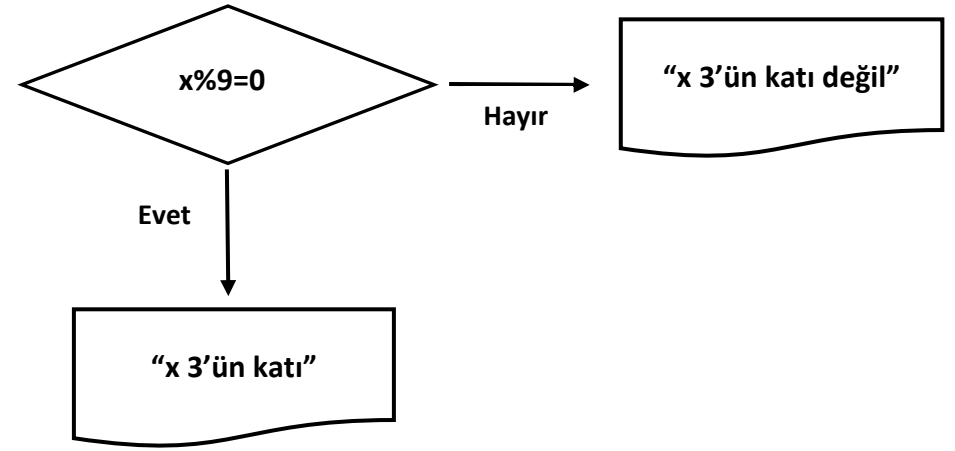 x%9=0
“x 3’ün katı değil”
Hayır
Evet
“x 3’ün katı”